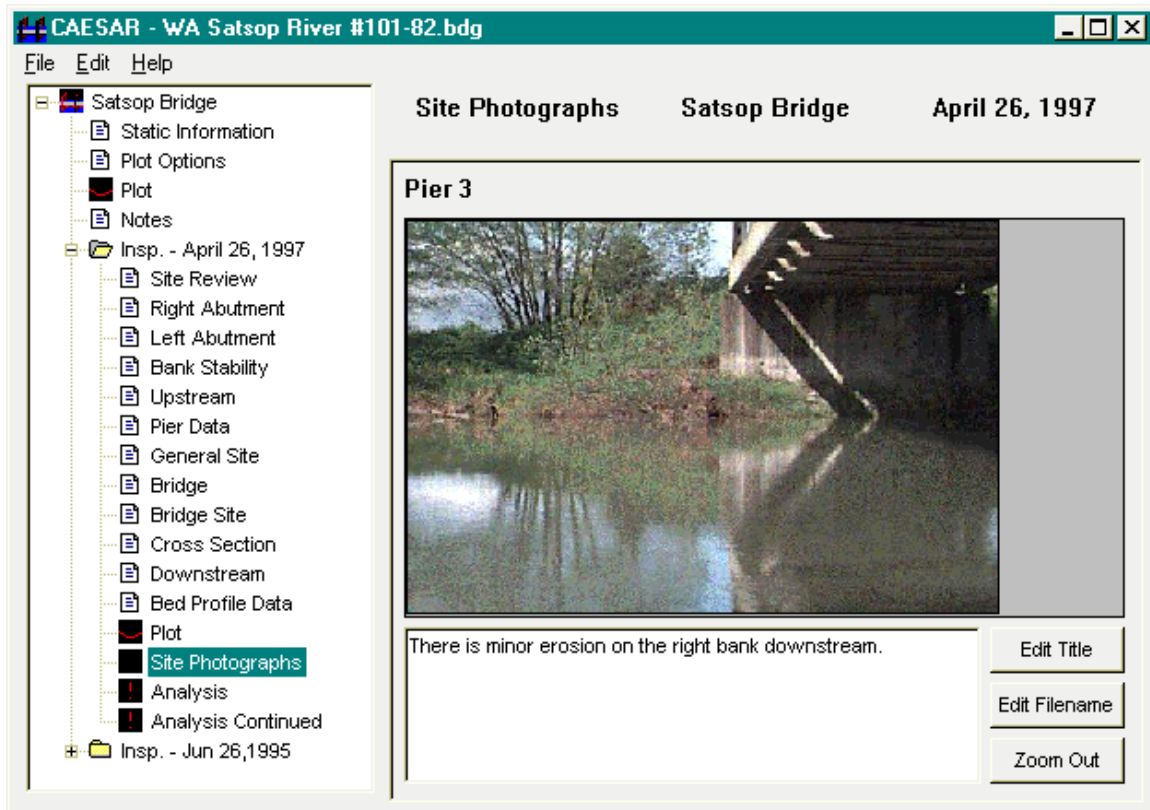 CAESAR - WA Satsop River #101-82.bdg
File Edit Help
Satsop Bridge
Static Information
Plot Options
Plot
Notes
Insp. - April 26, 1997
Site Review
Right Abutment
Left Abutment
Bank Stability
Upstream
Pier Data
General Site
Bridge
Bridge Site
Cross Section
Downstream
Bed Profile Data
Plot
Site Photographs
Analysis
Analysis Continued
Insp. - Jun 26,1995
Site Photographs Satsop Bridge April 26, 1997
Pier 3
There is minor erosion on the right bank downstream.
Edit Title
Edit Filename
Zoom Out